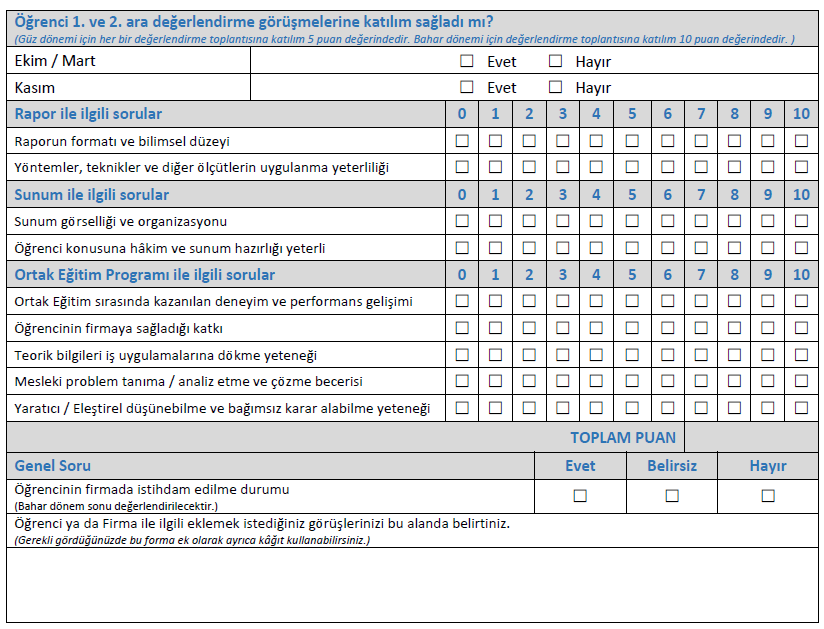 Öğrenci 1. ve 2. ara değerlendirme görüşmelerine katılım sağladı mı?
(Güz dönemi için her bir değerlendirme toplantısına katılım 5 puan değerindedir. Bahar dönemi için değerlendirme toplantısına katılım 10 puan değerindedir. )
Ekim / Mart ☐ Evet ☐ Hayır
Kasım ☐ Evet ☐ Hayır
Rapor ile ilgili sorular 0 1 2 3 4 5 6 7 8 9 10
Raporun formatı ve bilimsel düzeyi ☐ ☐ ☐ ☐ ☐ ☐ ☐ ☐ ☐ ☐ ☐
Yöntemler, teknikler ve diğer ölçütlerin uygulanma yeterliliği ☐ ☐ ☐ ☐ ☐ ☐ ☐ ☐ ☐ ☐ ☐
Sunum ile ilgili sorular 0 1 2 3 4 5 6 7 8 9 10
Sunum görselliği ve organizasyonu ☐ ☐ ☐ ☐ ☐ ☐ ☐ ☐ ☐ ☐ ☐
Öğrenci konusuna hâkim ve sunum hazırlığı yeterli ☐ ☐ ☐ ☐ ☐ ☐ ☐ ☐ ☐ ☐ ☐
Ortak Eğitim Programı ile ilgili sorular 0 1 2 3 4 5 6 7 8 9 10
Ortak Eğitim sırasında kazanılan deneyim ve performans gelişimi ☐ ☐ ☐ ☐ ☐ ☐ ☐ ☐ ☐ ☐ ☐
Öğrencinin firmaya sağladığı katkı ☐ ☐ ☐ ☐ ☐ ☐ ☐ ☐ ☐ ☐ ☐
Teorik bilgileri iş uygulamalarına dökme yeteneği ☐ ☐ ☐ ☐ ☐ ☐ ☐ ☐ ☐ ☐ ☐
Mesleki problem tanıma / analiz etme ve çözme becerisi ☐ ☐ ☐ ☐ ☐ ☐ ☐ ☐ ☐ ☐ ☐
Yaratıcı / Eleştirel düşünebilme ve bağımsız karar alabilme yeteneği ☐ ☐ ☐ ☐ ☐ ☐ ☐ ☐ ☐ ☐ ☐
TOPLAM PUAN
Genel Soru Evet Belirsiz Hayır
Öğrencinin firmada istihdam edilme durumu ☐ ☐ ☐
(Bahar dönem sonu değerlendirilecektir.)
Öğrenci ya da Firma ile ilgili eklemek istediğiniz görüşlerinizi bu alanda belirtiniz.
(Gerekli gördüğünüzde bu forma ek olarak ayrıca kâğıt kullanabilirsiniz.)